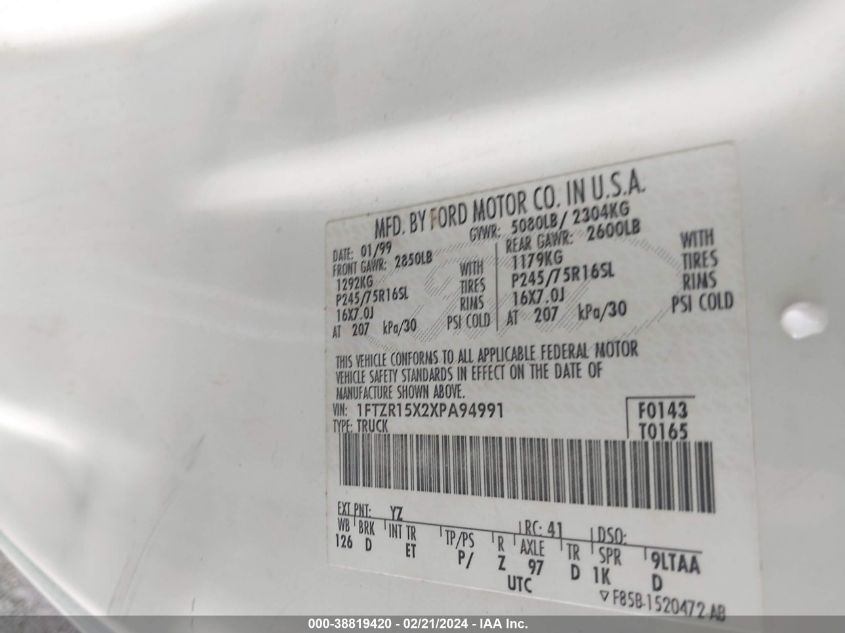 MFD. BY FORD MOTOR CO. IN U.S.A.
DATE: 01/99 GVWR: 5080LB/ 2304KG
FRONT GAWR: 2850LB REAR GAWR: 2600LB
1292KG WITH 1179KG WITH
P245/75R16SL TIRES P245/75R16SL TIRES
16X7.0J RIMS 16X7.0J RIMS
AT 207 kPa/30 PSI COLD AT 207 kPa/30 PSI COLD
THIS VEHICLE CONFORMS TO ALL APPLICABLE FEDERAL MOTOR
VEHICLE SAFETY STANDARDS IN EFFECT ON THE DATE OF
MANUFACTURE SHOWN ABOVE.
VIN: 1FTZR15X2XPA94991 F0143
TYPE: TRUCK T0165
EXT PNT: YZ RC: 41 DSO:
WB BRK INT TR TP/PS R AXLE TR SPR 9LTAA
126 D ET P/ Z 97 D 1K D
UTC
F85B-1520472-AB
000-38819420 - 02/21/2024 - IAA Inc.